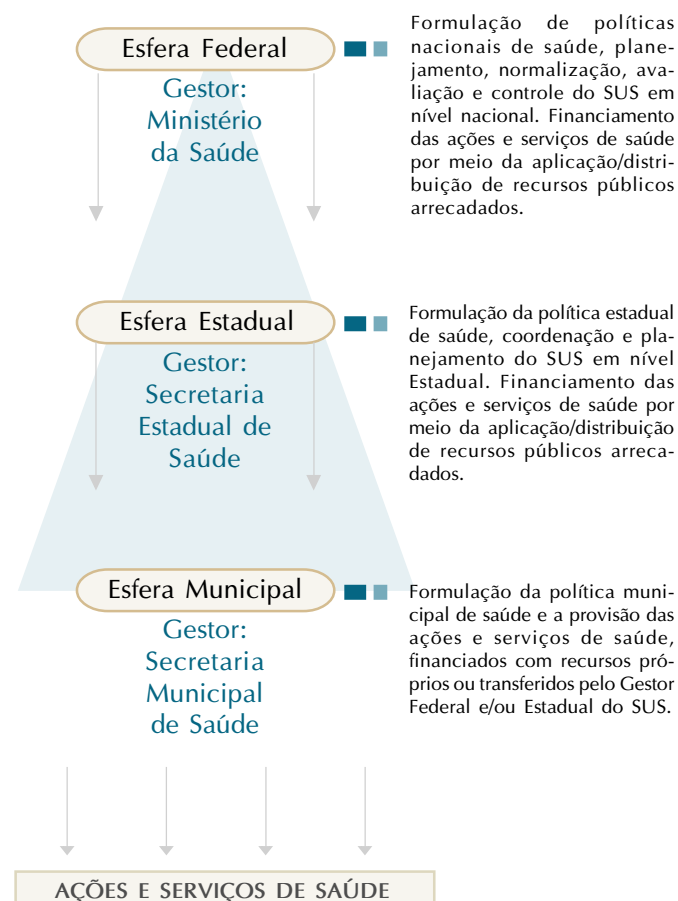 Esfera Federal
Gestor:
Ministério
da Saúde
Formulação de políticas
nacionais de saúde, plane-
jamento, normalização, ava-
liação e controle do SUS em
nível nacional. Financiamento
das ações e serviços de saúde
por meio da aplicação/distri-
buição de recursos públicos
arrecadados.
Esfera Estadual
Gestor:
Secretaria
Estadual de
Saúde
Formulação da política estadual
de saúde, coordenação e pla-
nejamento do SUS em nível
Estadual. Financiamento das
ações e serviços de saúde por
meio da aplicação/distribuição
de recursos públicos arreca-
dados.
Esfera Municipal
Gestor:
Secretaria
Municipal
de Saúde
Formulação da política muni-
cipal de saúde e a provisão das
ações e serviços de saúde,
financiados com recursos pró-
prios ou transferidos pelo Gestor
Federal e/ou Estadual do SUS.
AÇÕES E SERVIÇOS DE SAÚDE